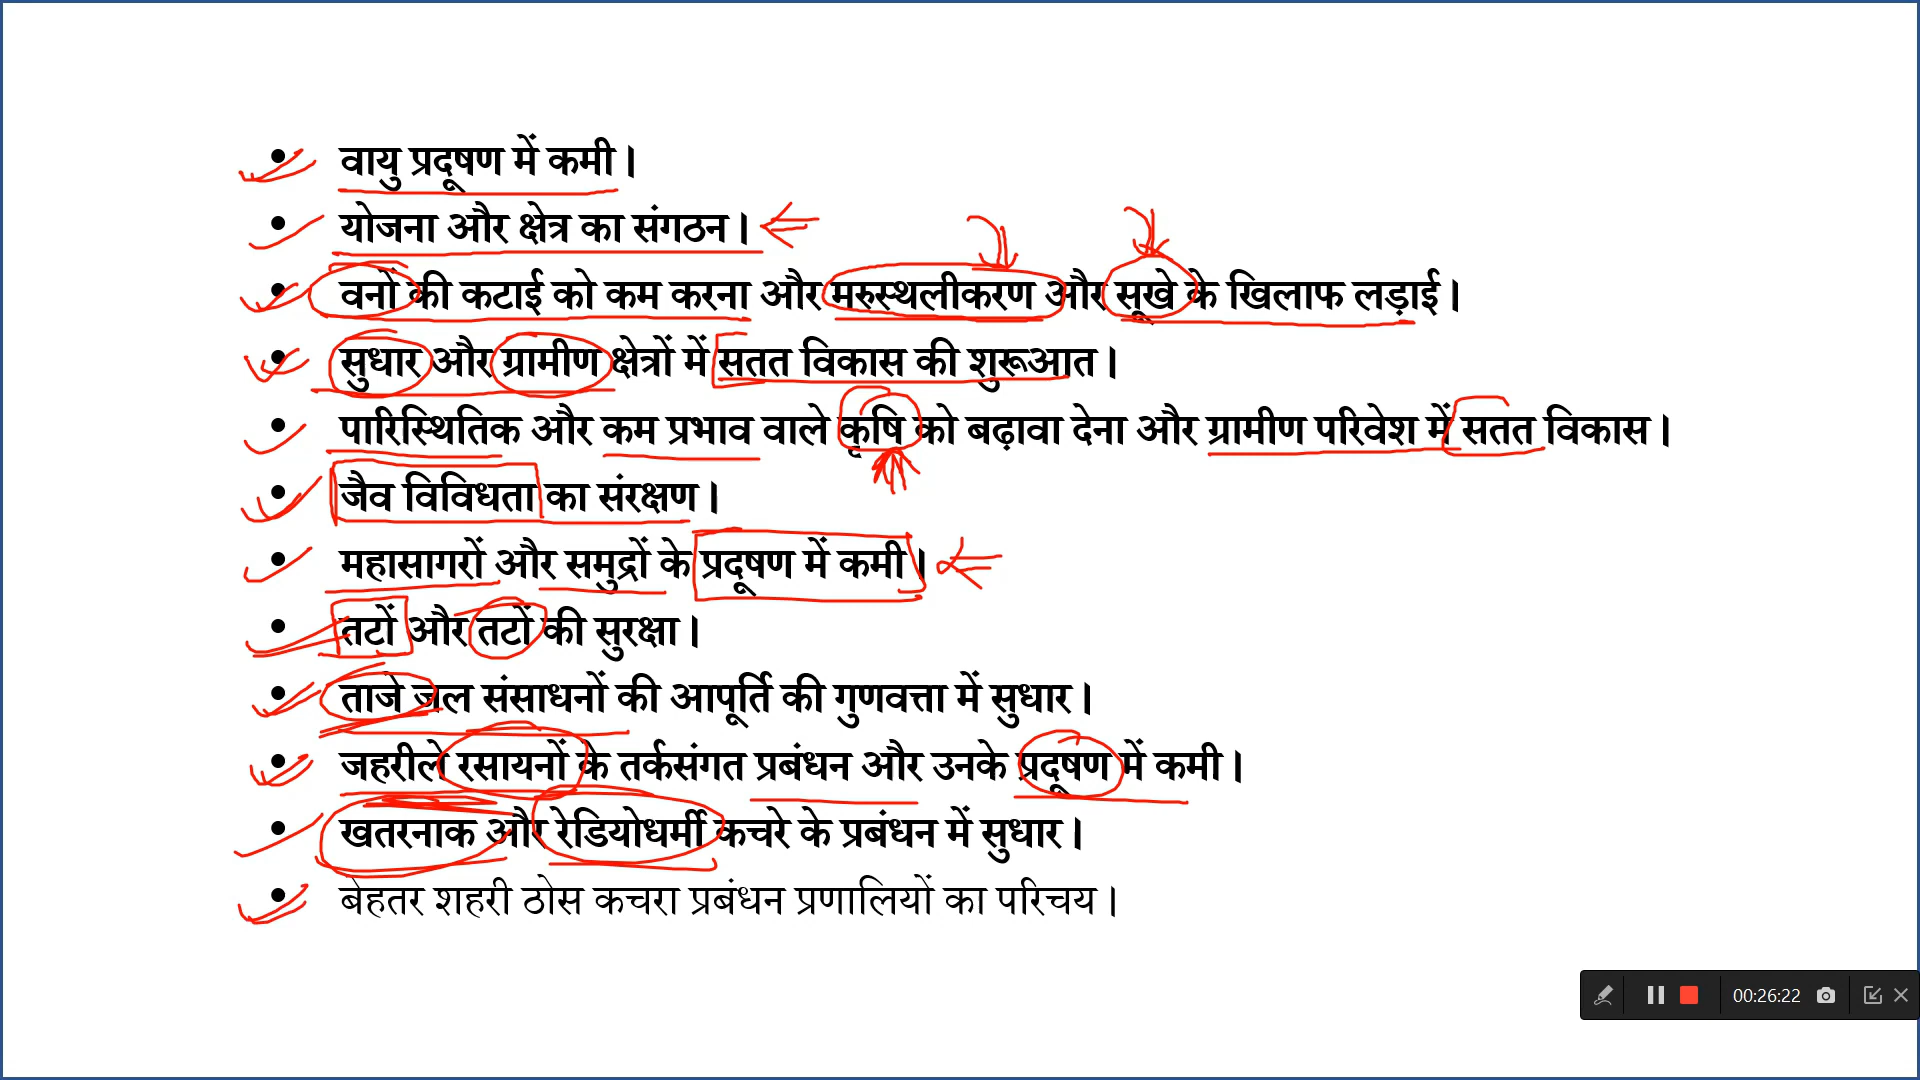 • वायु प्रदूषण में कमी।
• योजना और क्षेत्र का संगठन।
• वनों की कटाई को कम करना और मरुस्थलीकरण और सूखे के खिलाफ लड़ाई।
• सुधार और ग्रामीण क्षेत्रों में सतत विकास की शुरूआत।
• पारिस्थितिक और कम प्रभाव वाले कृषि को बढ़ावा देना और ग्रामीण परिवेश में सतत विकास।
• जैव विविधता का संरक्षण।
• महासागरों और समुद्रों के प्रदूषण में कमी।
• तटों और तटों की सुरक्षा।
• ताजे जल संसाधनों की आपूर्ति की गुणवत्ता में सुधार।
• जहरीले रसायनों के तर्कसंगत प्रबंधन और उनके प्रदूषण में कमी।
• खतरनाक और रेडियोधर्मी कचरे के प्रबंधन में सुधार।
• बेहतर शहरी ठोस कचरा प्रबंधन प्रणालियों का परिचय।
00:26:22